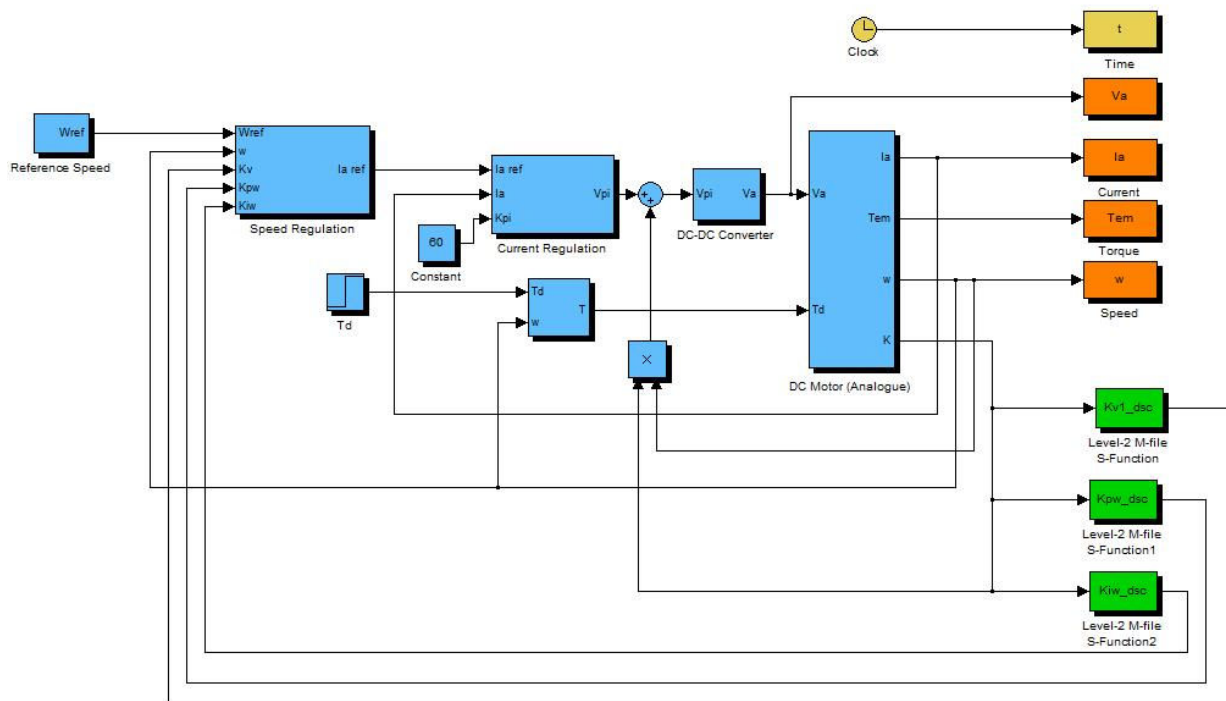 t
Clock
Time
Va
Wref
Reference Speed
Wref
w
Kv
Kpw
Kiw
Ia ref
Speed Regulation
Ia ref
Ia
Kpi
Vpi
Current Regulation
60
Constant
+
+
Vpi
Va
DC-DC Converter
Va
Td
Ia
Tem
w
K
DC Motor (Analogue)
Ia
Current
Tem
Torque
w
Speed
Td
Td
w
T
×
Kv1_dsc
Level-2 M-file
S-Function
Kpw_dsc
Level-2 M-file
S-Function1
Kiw_dsc
Level-2 M-file
S-Function2